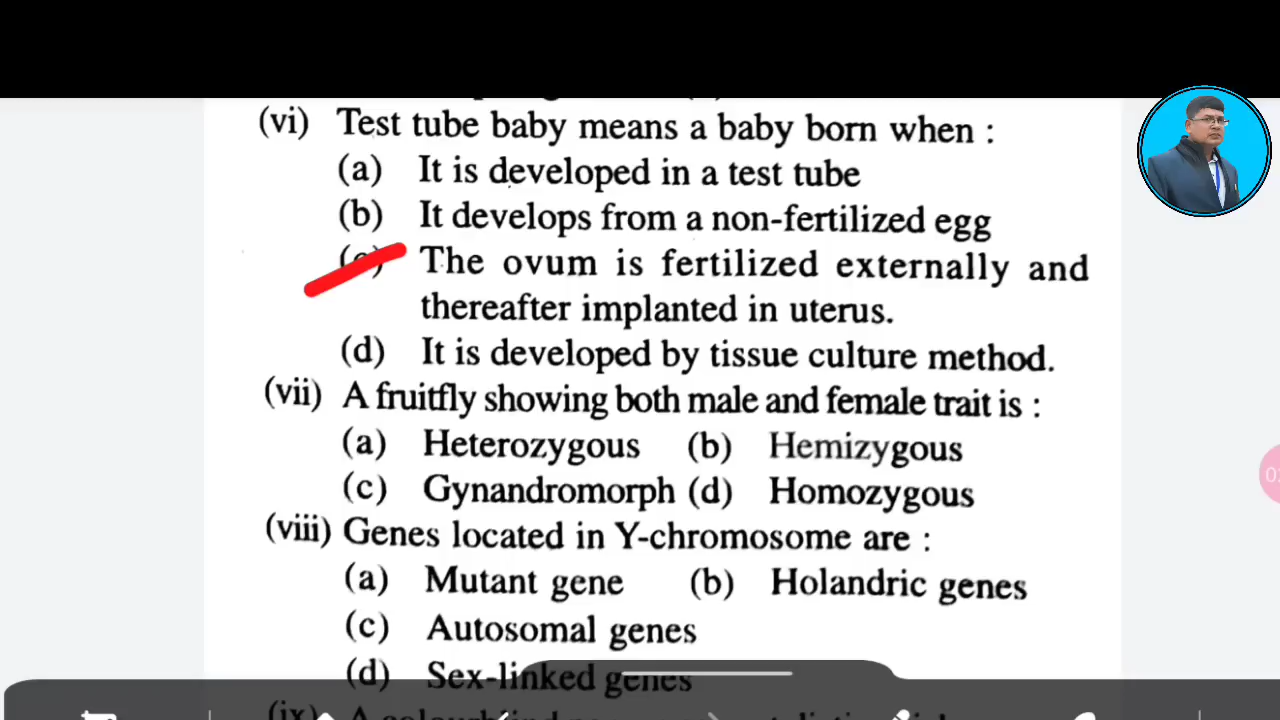 (vi) Test tube baby means a baby born when :
(a) It is developed in a test tube
(b) It develops from a non-fertilized egg
(c) The ovum is fertilized externally and
thereafter implanted in uterus.
(d) It is developed by tissue culture method.
(vii) A fruitfly showing both male and female trait is :
(a) Heterozygous (b) Hemizygous
(c) Gynandromorph (d) Homozygous
(viii) Genes located in Y-chromosome are :
(a) Mutant gene (b) Holandric genes
(c) Autosomal genes
(d) Sex-linked genes
(ix) A colourblind